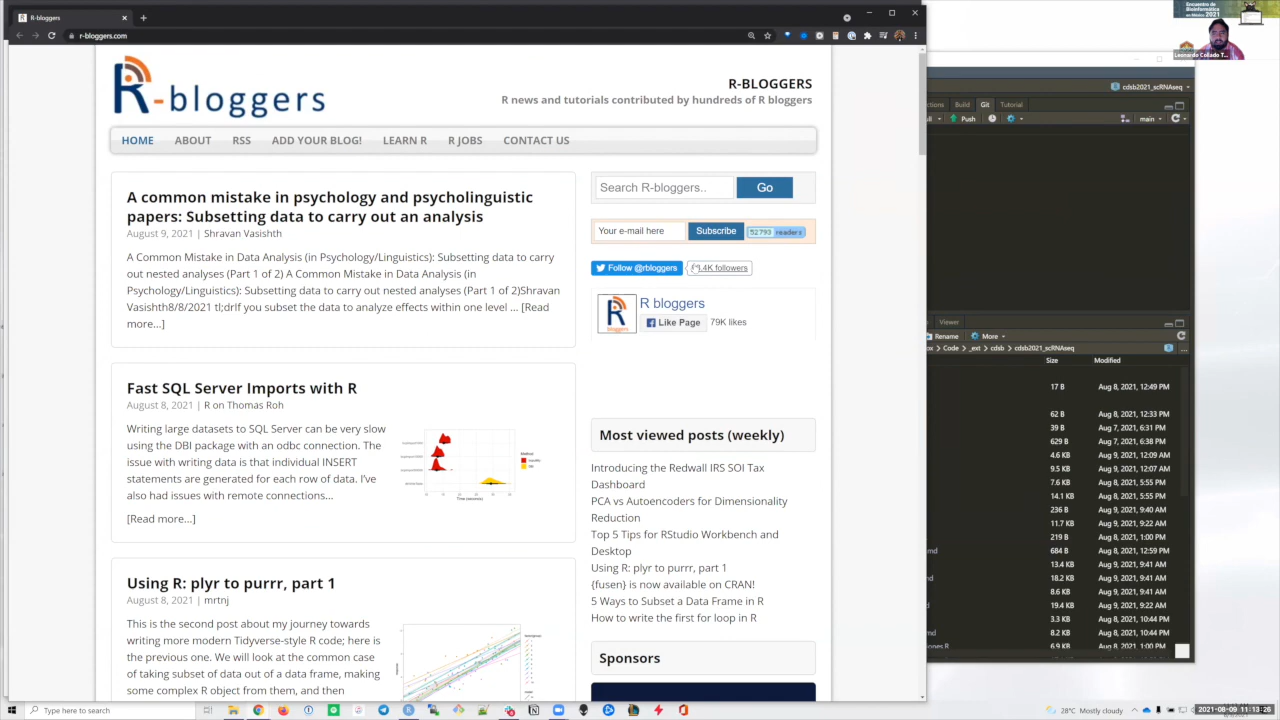 R-bloggers
r-bloggers.com
R-bloggers
R-BLOGGERS
R news and tutorials contributed by hundreds of R bloggers
HOME
ABOUT
RSS
ADD YOUR BLOG!
LEARN R
R JOBS
CONTACT US
A common mistake in psychology and psycholinguistic
papers: Subsetting data to carry out an analysis
August 9, 2021 | Shravan Vasishth
A Common Mistake in Data Analysis (in Psychology/Linguistics): Subsetting data to carry
out nested analyses (Part 1 of 2) A Common Mistake in Data Analysis (in
Psychology/Linguistics): Subsetting data to carry out nested analyses (Part 1 of 2)Shravan
Vasishth8/8/2021 tl;drIf you subset the data to analyze effects within one level ... [Read
more...]
Fast SQL Server Imports with R
August 8, 2021 | R on Thomas Roh
Writing large datasets to SQL Server can be very slow
using the DBI package with an odbc connection. The
issue with writing data is that individual INSERT
statements are generated for each row of data. I've
also had issues with remote connections...
[Read more...]
Using R: plyr to purrr, part 1
August 8, 2021 | mrtnj
This is the second post about my journey towards
writing more modern Tidyverse-style R code; here is
the previous one. We will look at the common case
of taking subset of data out of a data frame, making
some complex R object from them, and then
Search R-bloggers..
Go
Your e-mail here
Subscribe
52793 readers
Follow @rbloggers
.4K followers
R bloggers
Like Page
79K likes
Most viewed posts (weekly)
Introducing the Redwall IRS SOI Tax
Dashboard
PCA vs Autoencoders for Dimensionality
Reduction
Top 5 Tips for RStudio Workbench and
Desktop
Using R: plyr to purrr, part 1
{fusen} is now available on CRAN!
5 Ways to Subset a Data Frame in R
How to write the first for loop in R
Sponsors
Encuentro de
Bioinformática
en México 2021
Leonardo Collado T...
cdsb2021_scRNAseq
Build
Git
Tutorial
Push
main
Viewer
Rename
More
Code
_ext
cdsb
cdsb2021_scRNAseq
Size
Modified
17 B
Aug 8, 2021, 12:49 PM
62 B
Aug 8, 2021, 12:33 PM
39 B
Aug 7, 2021, 6:31 PM
629 B
Aug 7, 2021, 6:38 PM
4.6 KB
Aug 9, 2021, 12:09 AM
9.5 KB
Aug 9, 2021, 12:07 AM
7.6 KB
Aug 8, 2021, 5:55 PM
14.1 KB
Aug 8, 2021, 5:55 PM
236 B
Aug 9, 2021, 9:40 AM
11.7 KB
Aug 9, 2021, 9:22 AM
219 B
Aug 8, 2021, 1:00 PM
684 B
Aug 8, 2021, 12:59 PM
13.4 KB
Aug 9, 2021, 9:41 AM
18.2 KB
Aug 9, 2021, 9:41 AM
8.6 KB
Aug 9, 2021, 9:41 AM
19.4 KB
Aug 9, 2021, 9:22 AM
3.3 KB
Aug 8, 2021, 10:44 PM
8.2 KB
Aug 8, 2021, 10:44 PM
6.9 KB
Aug 8, 2021, 1:00 PM
Type here to search
28°C Mostly cloudy
2021-08-09 11:13:26